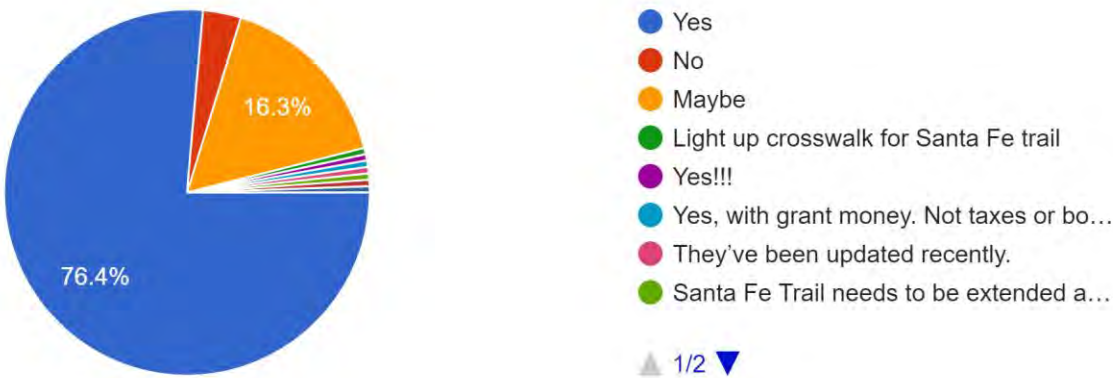 76.4%
16.3%
Yes
No
Maybe
Light up crosswalk for Santa Fe trail
Yes!!!
Yes, with grant money. Not taxes or bo…
They’ve been updated recently.
Santa Fe Trail needs to be extended a…
1/2